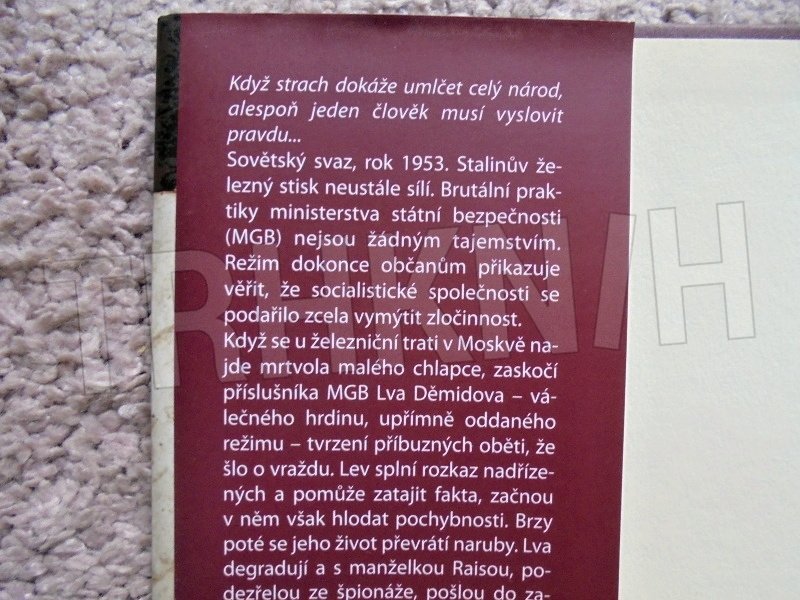 Když strach dokáže umlčet celý národ,
alespoň jeden člověk musí vyslovit
pravdu...
Sovětský svaz, rok 1953. Stalinův že-
lezný stisk neustále sílí. Brutální prak-
tiky ministerstva státní bezpečnosti
(MGB) nejsou žádným tajemstvím.
Režim dokonce občanům přikazuje
věřit, že socialistické společnosti se
podařilo zcela vymýtit zločinnost.
Když se u železniční trati v Moskvě na-
jde mrtvola malého chlapce, zaskočí
příslušníka MGB Lva Děmidova – vá-
lečného hrdinu, upřímně oddaného
režimu – tvrzení příbuzných oběti, že
šlo o vraždu. Lev splní rozkaz nadříze-
ných a pomůže zatajit fakta, začnou
v něm však hlodat pochybnosti. Brzy
poté se jeho život převrátí naruby. Lva
degradují a s manželkou Raisou, po-
dezřelou ze špionáže, pošlou do za-
TRHKNIH